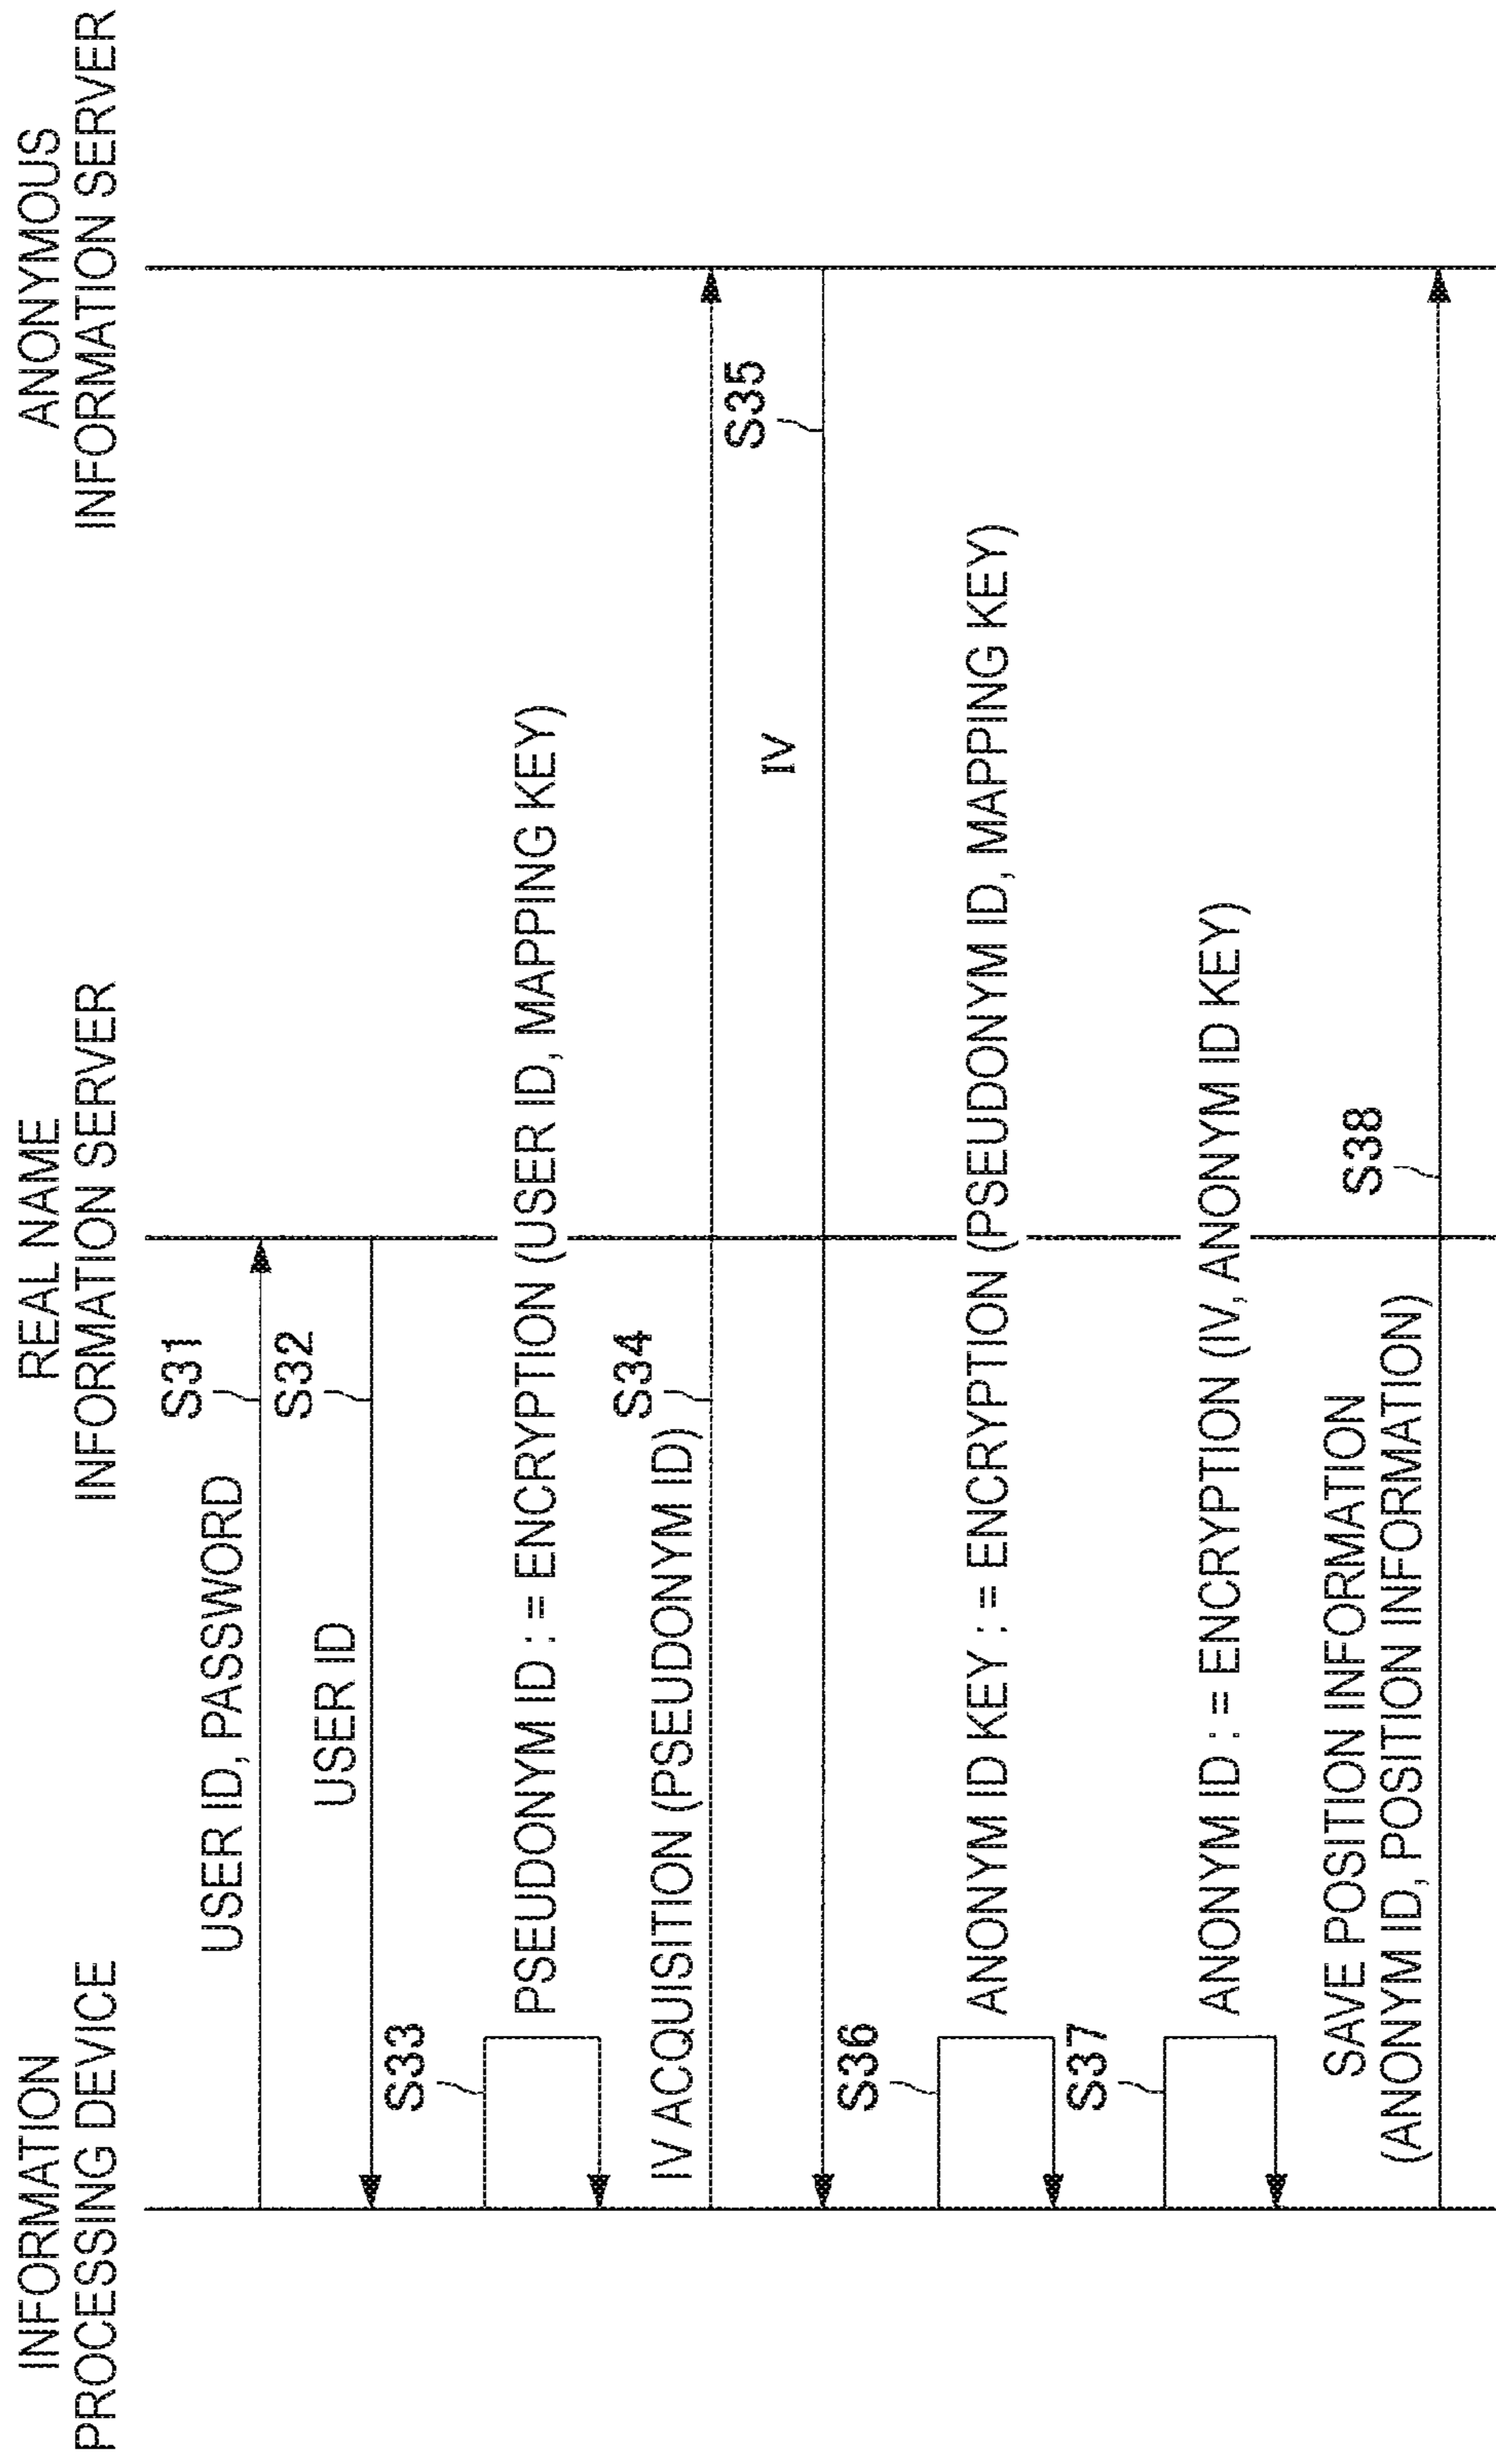 INFORMATION
PROCESSING DEVICE
REAL NAME
INFORMATION SERVER
ANONYMOUS
INFORMATION SERVER
S31
USER ID, PASSWORD
S32
USER ID
S33
PSEUDONYM ID : = ENCRYPTION (USER ID, MAPPING KEY)
S34
IV ACQUISITION (PSEUDONYM ID)
S35
IV
S36
ANONYM ID KEY : = ENCRYPTION (PSEUDONYM ID, MAPPING KEY)
S37
ANONYM ID : = ENCRYPTION (IV, ANONYM ID KEY)
S38
SAVE POSITION INFORMATION
(ANONYM ID, POSITION INFORMATION)